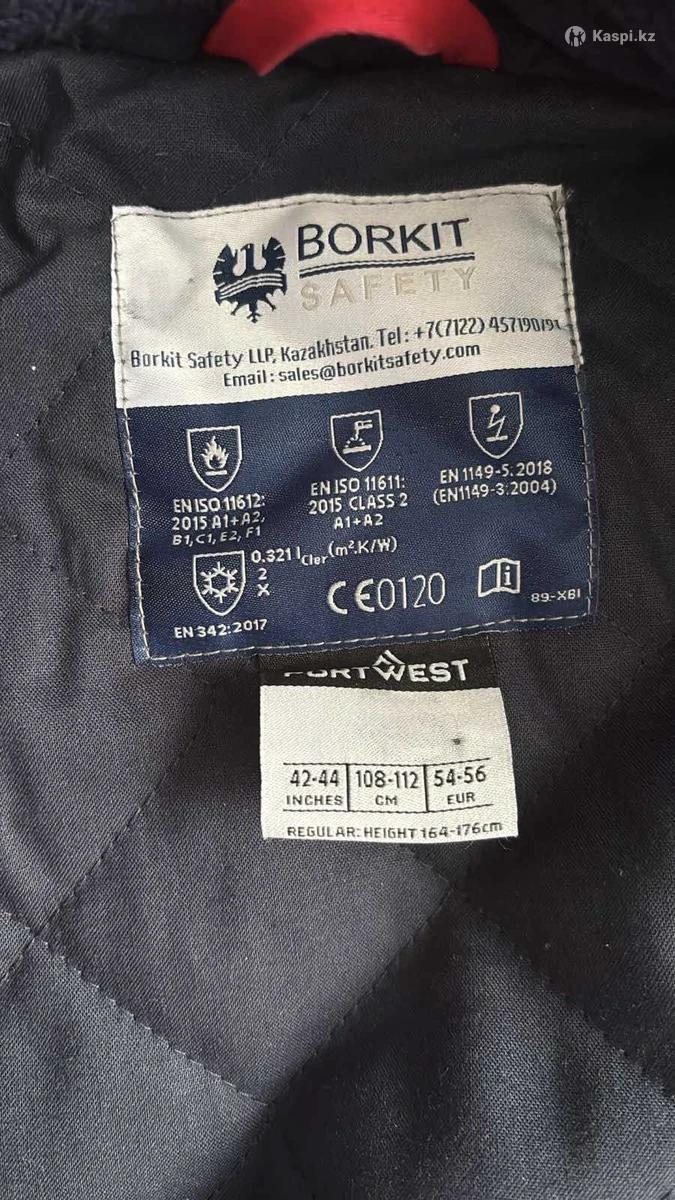 Kaspi.kz
BORKIT
SAFETY
Borkit Safety LLP, Kazakhstan. Tel: +7(7122) 457190/91
Email: sales@borkitsafety.com
EN ISO 11612:
2015 A1+A2,
B1, C1, E2, F1
EN ISO 11611:
2015 CLASS 2
A1+A2
EN 1149-5: 2018
(EN1149-3:2004)
0.321 Icler (m².K/W)
2
X
EN 342:2017
CE0120
i
89-XBI
PORTWEST
42-44 108-112 54-56
INCHES CM EUR
REGULAR: HEIGHT 164-176cm